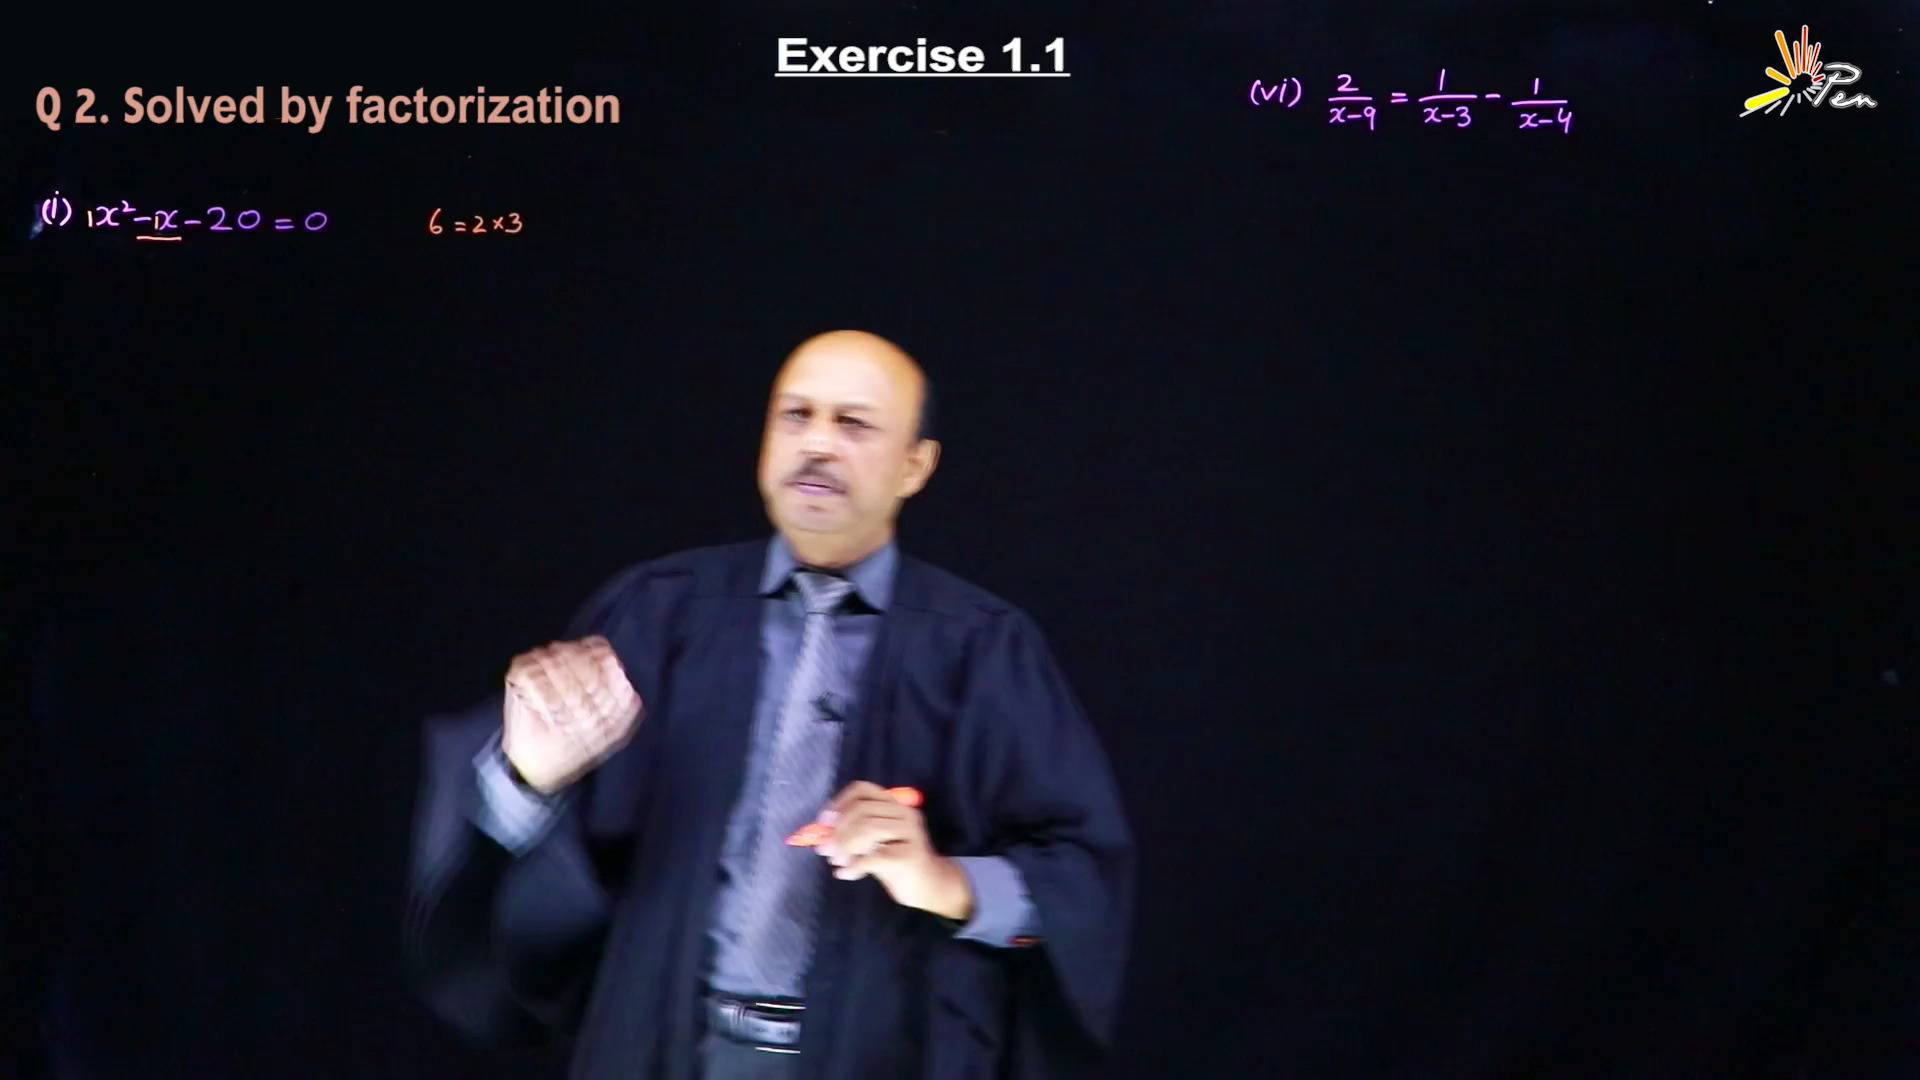 Exercise 1.1
Q 2. Solved by factorization
(vi) 2/(x-9) = 1/(x-3) - 1/(x-4)
Pen
(i) 1x² - 1x - 20 = 0
6 = 2 × 3